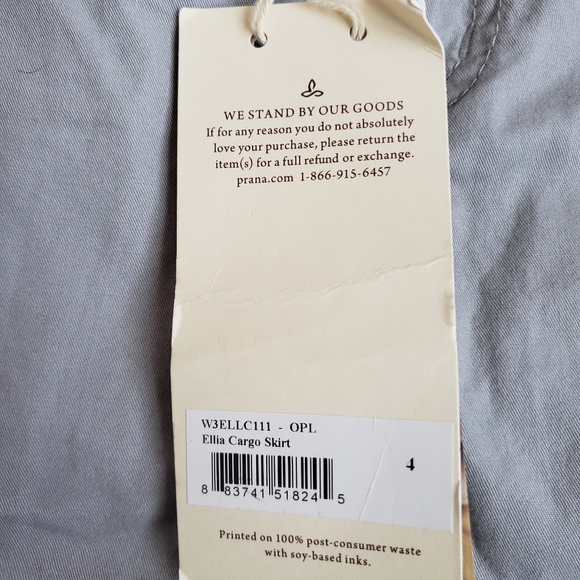 WE STAND BY OUR GOODS
If for any reason you do not absolutely
love your purchase, please return the
item(s) for a full refund or exchange.
prana.com 1-866-915-6457
W3ELLC111 - OPL
Ellia Cargo Skirt
4
8 83741 51824 5
Printed on 100% post-consumer waste
with soy-based inks.